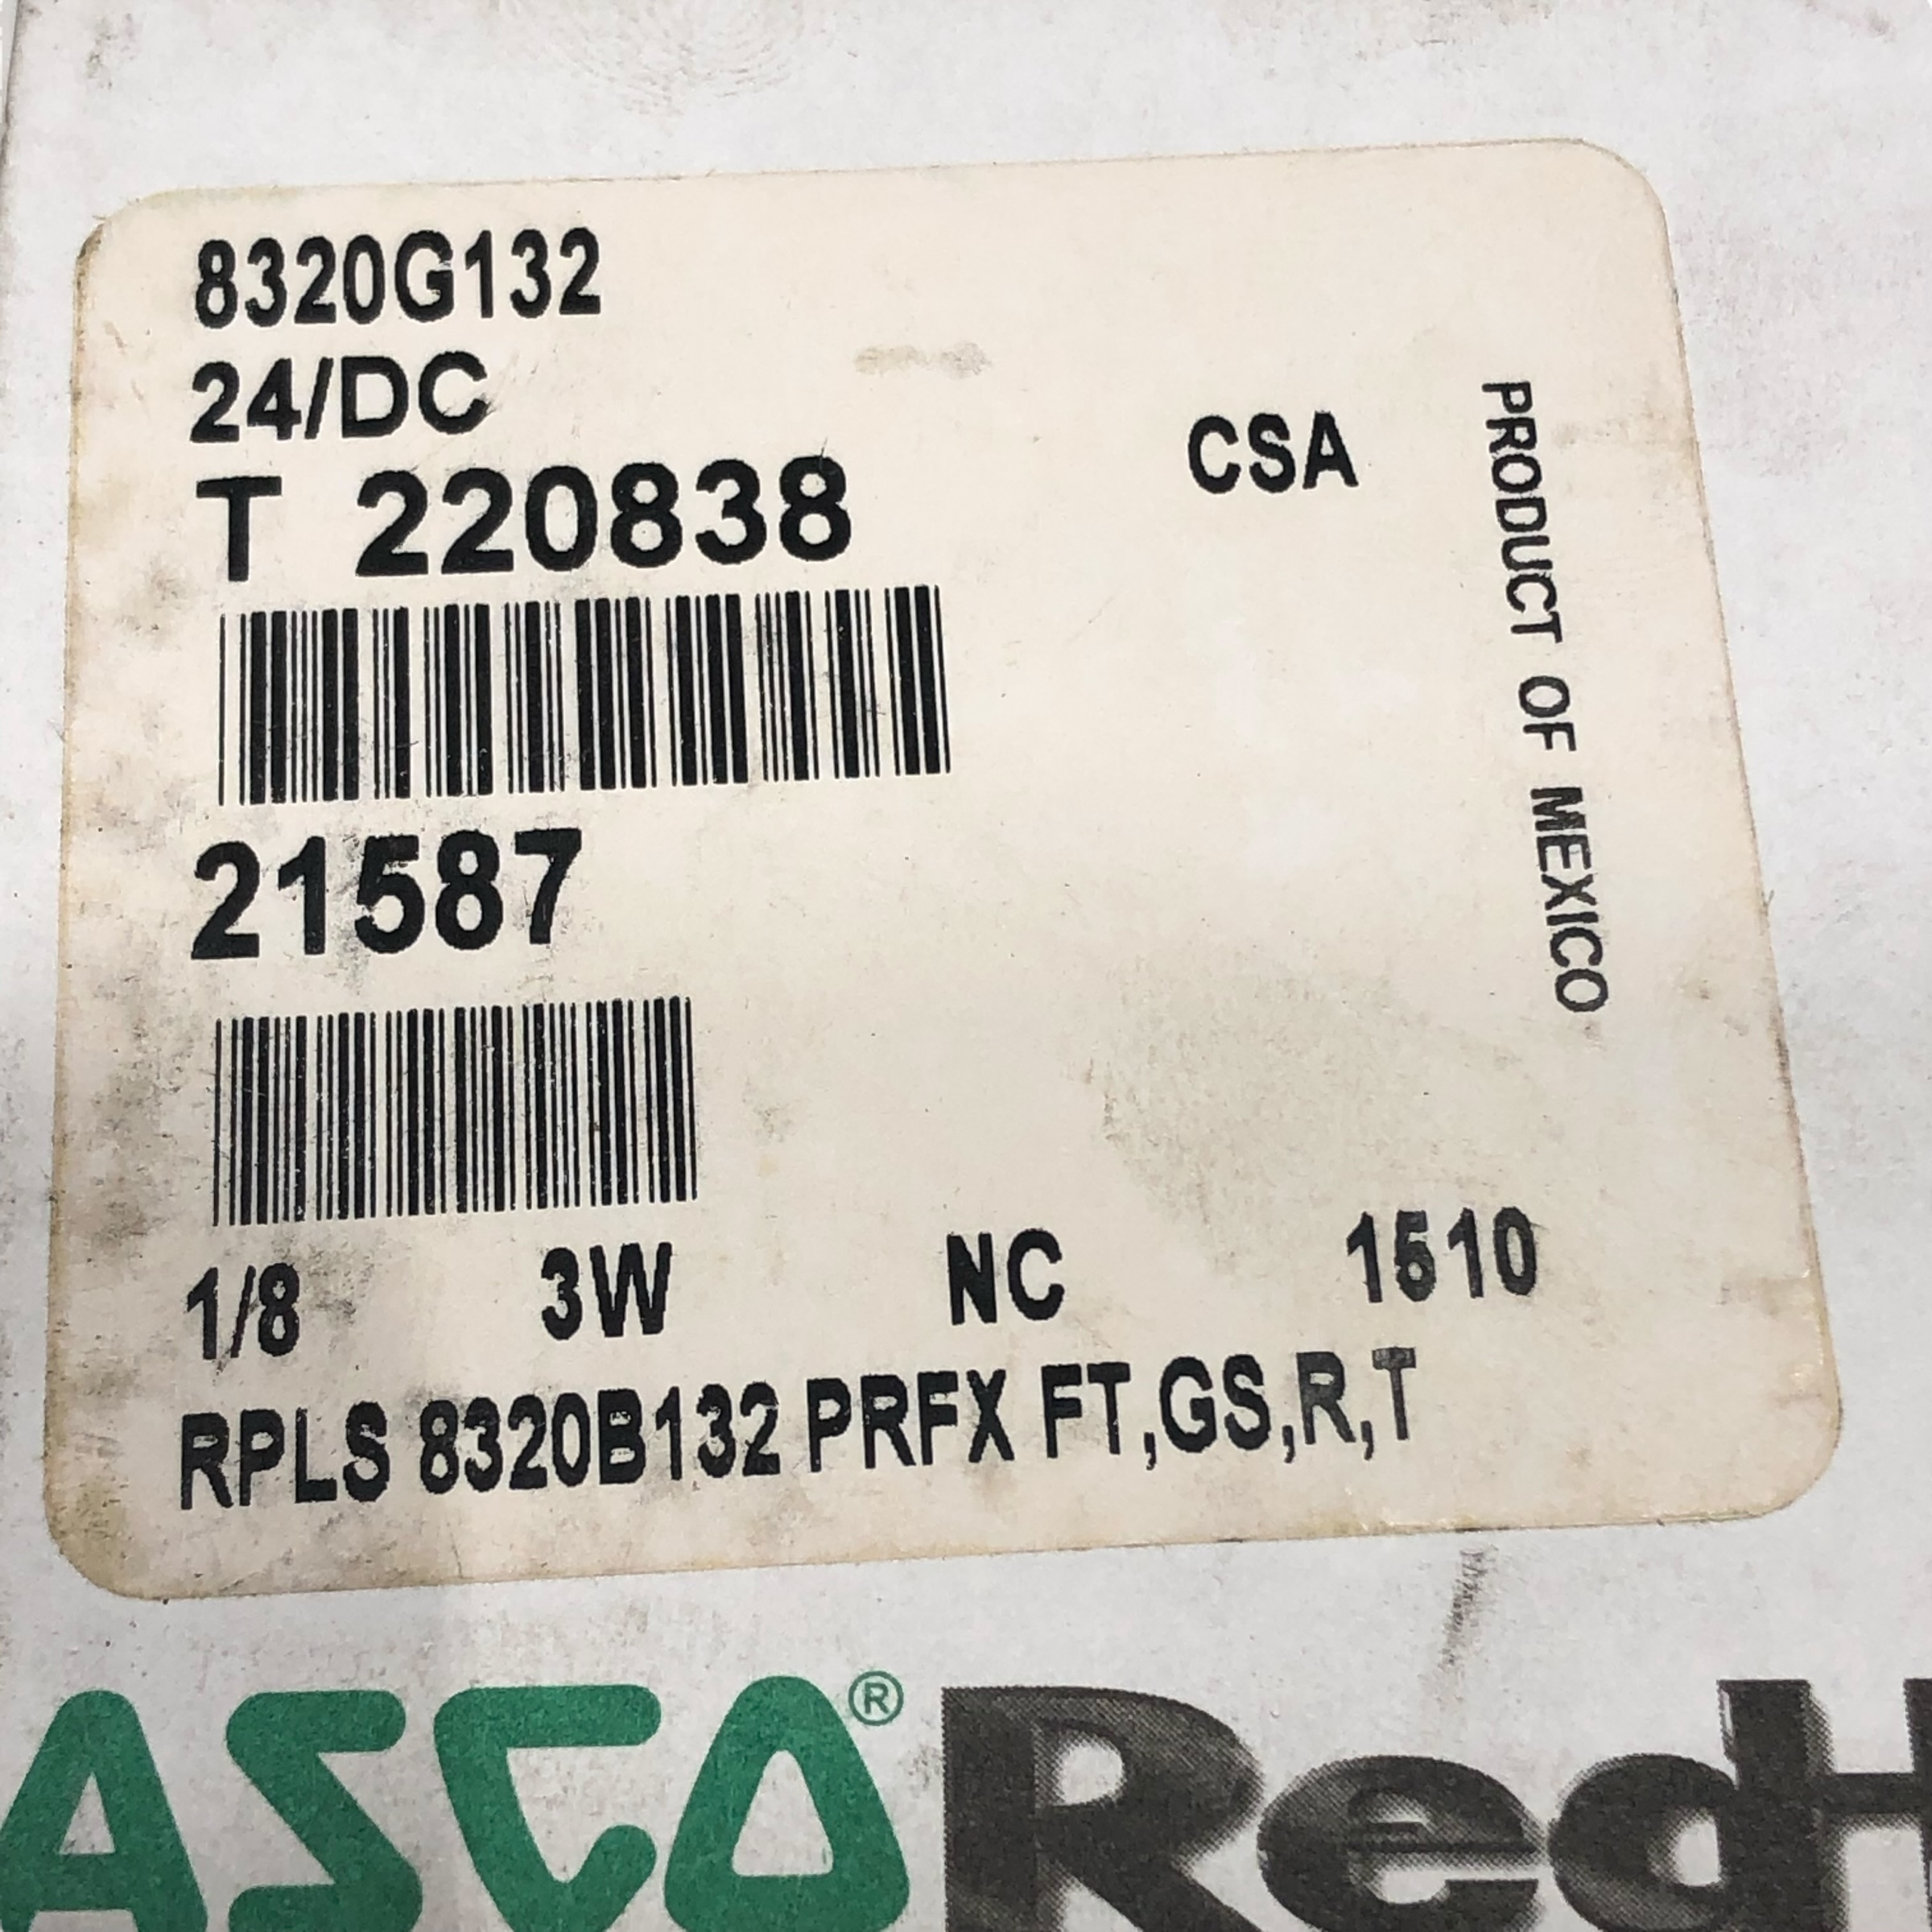 8320G132
24/DC
T 220838
CSA
PRODUCT OF MEXICO
21587
1/8 3W NC 1510
RPLS 8320B132 PRFX FT,GS,R,T
ASCO® RedH